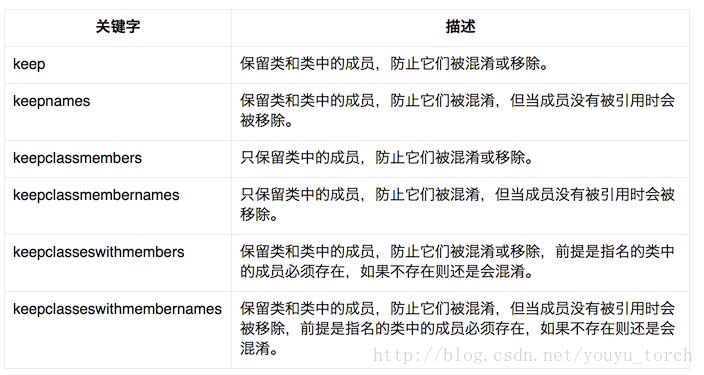 关键字 描述
keep 保留类和类中的成员，防止它们被混淆或移除。
keepnames 保留类和类中的成员，防止它们被混淆，但当成员没有被引用时会
被移除。
keepclassmembers 只保留类中的成员，防止它们被混淆或移除。
keepclassmembernames 只保留类中的成员，防止它们被混淆，但当成员没有被引用时会被
移除。
keepclasseswithmembers 保留类和类中的成员，防止它们被混淆或移除，前提是指名的类中
的成员必须存在，如果不存在则还是会混淆。
keepclasseswithmembernames 保留类和类中的成员，防止它们被混淆，但当成员没有被引用时会
被移除，前提是指名的类中的成员必须存在，如果不存在则还是会
混淆。
http://blog.csdn.net/youyu_torch